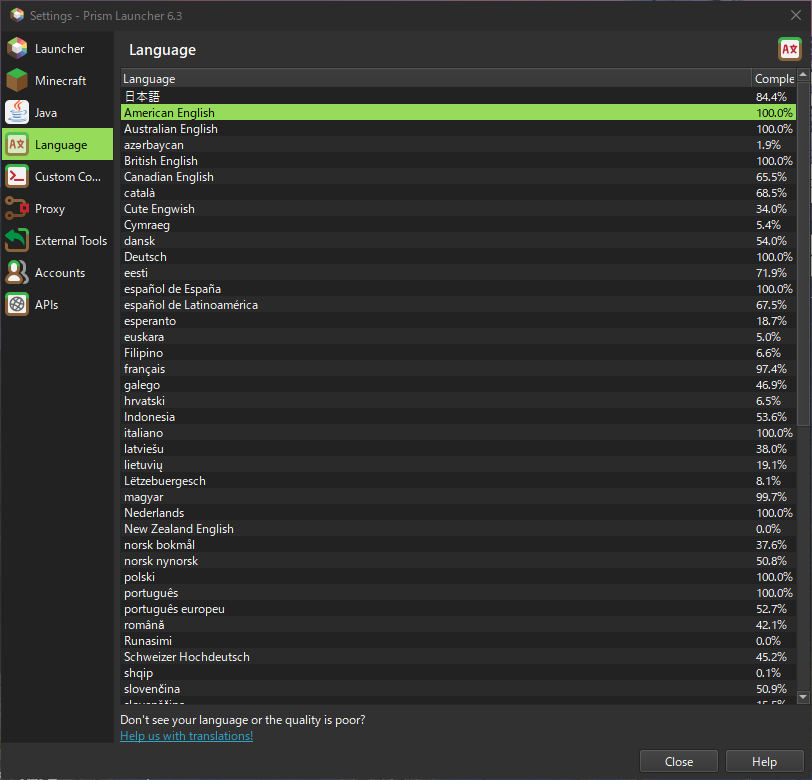 Settings - Prism Launcher 6.3
Launcher
Minecraft
Java
Language
Custom Co...
Proxy
External Tools
Accounts
APIs
Language
Language Comple
日本語 84.4%
American English 100.0%
Australian English 100.0%
azərbaycan 1.9%
British English 100.0%
Canadian English 65.5%
català 68.5%
Cute Engwish 34.0%
Cymraeg 5.4%
dansk 54.0%
Deutsch 100.0%
eesti 71.9%
español de España 100.0%
español de Latinoamérica 67.5%
esperanto 18.7%
euskara 5.0%
Filipino 6.6%
français 97.4%
galego 46.9%
hrvatski 6.5%
Indonesia 53.6%
italiano 100.0%
latviešu 38.0%
lietuvių 19.1%
Lëtzebuergesch 8.1%
magyar 99.7%
Nederlands 100.0%
New Zealand English 0.0%
norsk bokmål 37.6%
norsk nynorsk 50.8%
polski 100.0%
português 100.0%
português europeu 52.7%
română 42.1%
Runasimi 0.0%
Schweizer Hochdeutsch 45.2%
shqip 0.1%
slovenčina 50.9%
Don't see your language or the quality is poor?
Help us with translations!
Close Help